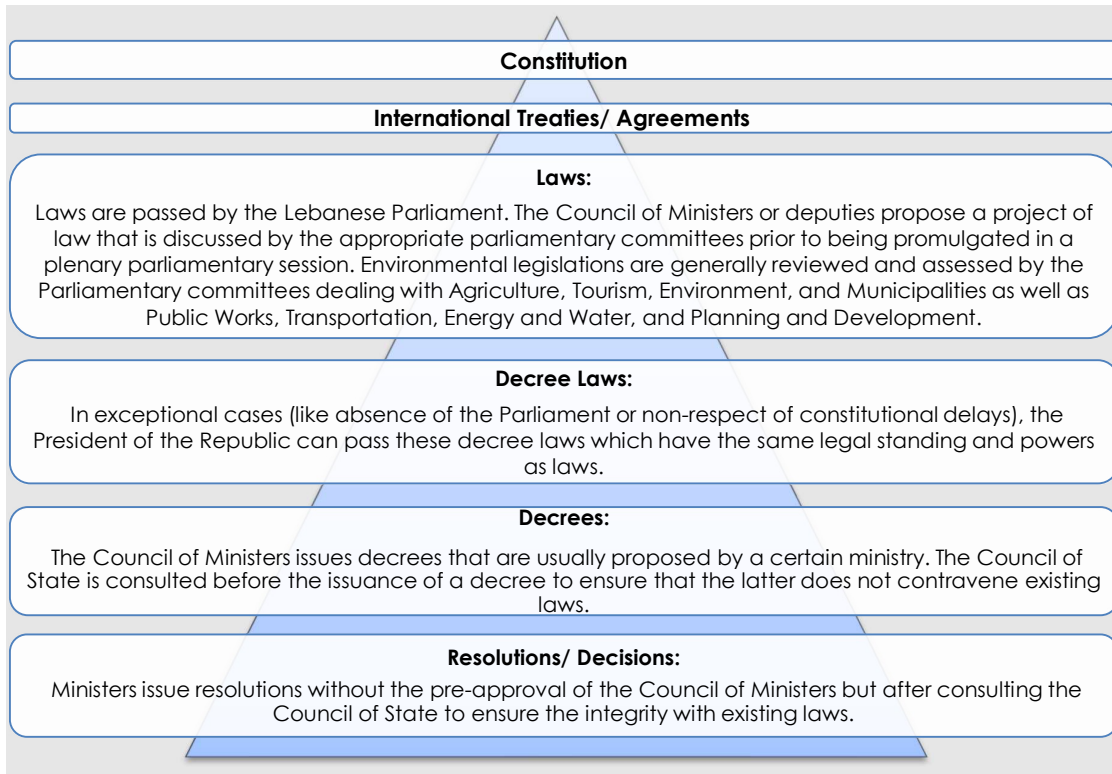 Constitution
International Treaties/ Agreements
Laws:
Laws are passed by the Lebanese Parliament. The Council of Ministers or deputies propose a project of
law that is discussed by the appropriate parliamentary committees prior to being promulgated in a
plenary parliamentary session. Environmental legislations are generally reviewed and assessed by the
Parliamentary committees dealing with Agriculture, Tourism, Environment, and Municipalities as well as
Public Works, Transportation, Energy and Water, and Planning and Development.
Decree Laws:
In exceptional cases (like absence of the Parliament or non-respect of constitutional delays), the
President of the Republic can pass these decree laws which have the same legal standing and powers
as laws.
Decrees:
The Council of Ministers issues decrees that are usually proposed by a certain ministry. The Council of
State is consulted before the issuance of a decree to ensure that the latter does not contravene existing
laws.
Resolutions/ Decisions:
Ministers issue resolutions without the pre-approval of the Council of Ministers but after consulting the
Council of State to ensure the integrity with existing laws.